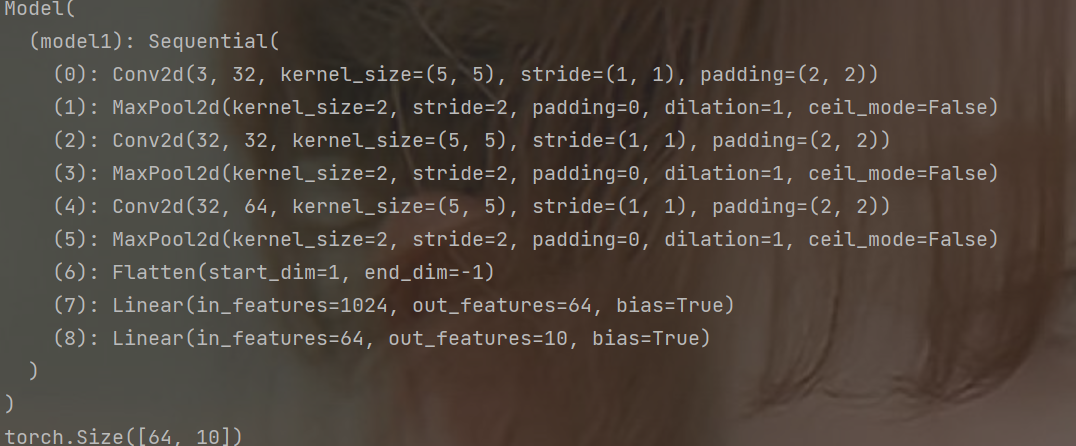 Model(
(model1): Sequential(
(0): Conv2d(3, 32, kernel_size=(5, 5), stride=(1, 1), padding=(2, 2))
(1): MaxPool2d(kernel_size=2, stride=2, padding=0, dilation=1, ceil_mode=False)
(2): Conv2d(32, 32, kernel_size=(5, 5), stride=(1, 1), padding=(2, 2))
(3): MaxPool2d(kernel_size=2, stride=2, padding=0, dilation=1, ceil_mode=False)
(4): Conv2d(32, 64, kernel_size=(5, 5), stride=(1, 1), padding=(2, 2))
(5): MaxPool2d(kernel_size=2, stride=2, padding=0, dilation=1, ceil_mode=False)
(6): Flatten(start_dim=1, end_dim=-1)
(7): Linear(in_features=1024, out_features=64, bias=True)
(8): Linear(in_features=64, out_features=10, bias=True)
)
)
torch.Size([64, 10])